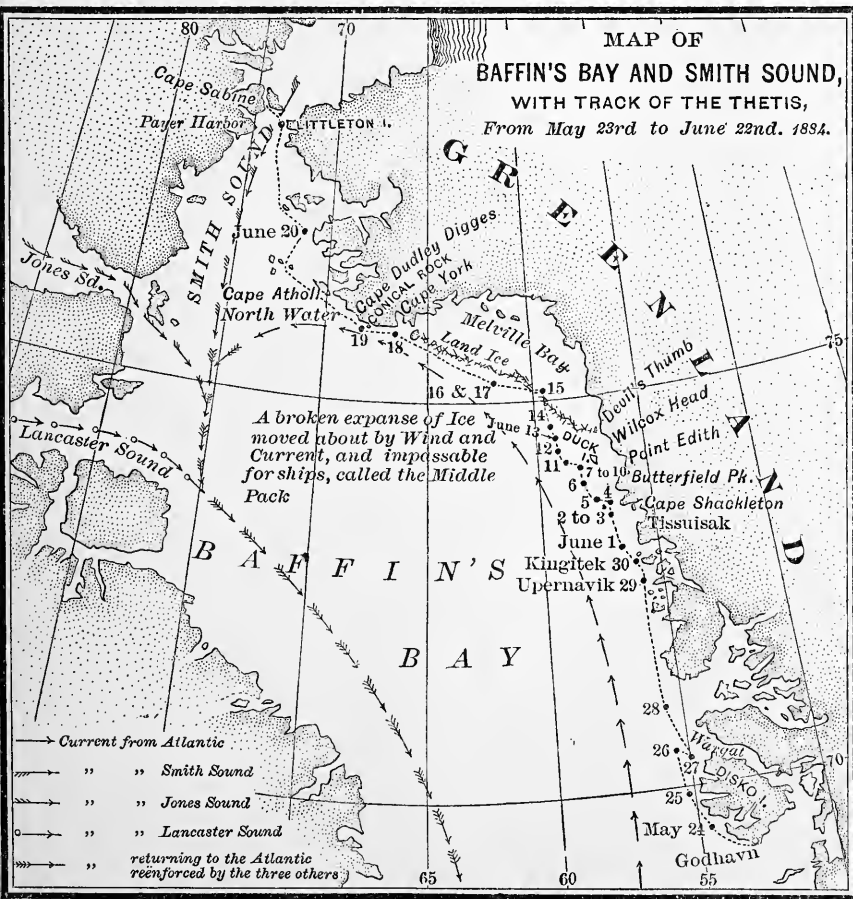 MAP OF
BAFFIN'S BAY AND SMITH SOUND,
WITH TRACK OF THE THETIS,
From May 23rd to June 22nd. 1884.
80
70
Cape Sabine
Payer Harbor
LITTLETON I.
SMITH SOUND
GREENLAND
June 20
Jones Sd.
Cape Dudley Digges
CONICAL ROCK
Cape York
Cape Atholl
North Water
19
18
Melville Bay
Land Ice
75
16 & 17
15
Devil's Thumb
Wilcox Head
Point Edith
Butterfield Pk.
Cape Shackleton
Tissuisak
14
June 13
DUCK I.
12
11
7 to 10
6
5
4
2 to 3
June 1
Kingitek 30
Upernavik 29
A broken expanse of Ice
moved about by Wind and
Current, and impassable
for ships, called the Middle
Pack
Lancaster Sound
BAFFIN'S
BAY
28
26
Waygat
27
70
DISKO I.
25
May 24
Godhavn
Current from Atlantic
„ „ Smith Sound
„ „ Jones Sound
„ „ Lancaster Sound
„ returning to the Atlantic
reënforced by the three others
65
60
55